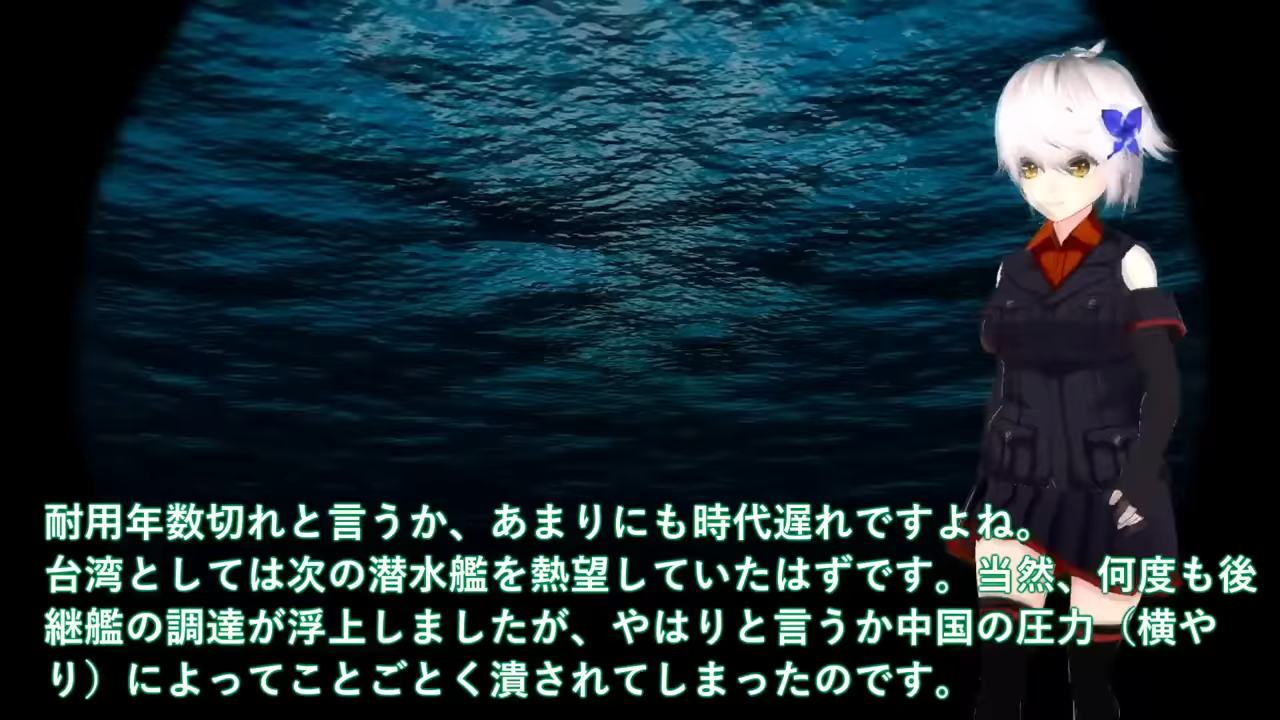 耐用年数切れと言うか、あまりにも時代遅れですよね。
台湾としては次の潜水艦を熱望していたはずです。当然、何度も後
継艦の調達が浮上しましたが、やはりと言うか中国の圧力（横や
り）によってことごとく潰されてしまったのです。